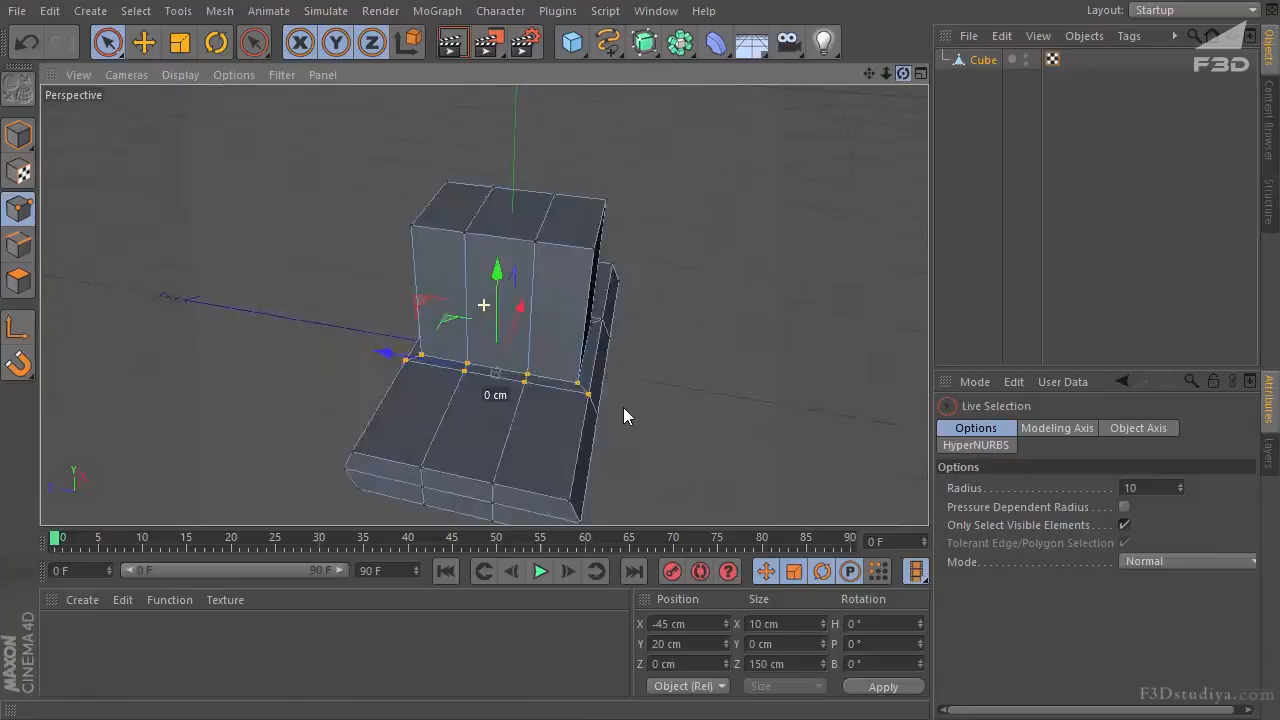 File Edit Create Select Tools Mesh Animate Simulate Render MoGraph Character Plugins Script Window Help Layout: Startup
View Cameras Display Options Filter Panel
File Edit View Objects Tags
F3D
Cube
Perspective
Objects
Content Browser
Structure
0 cm
Y
Mode Edit User Data
Live Selection
Options Modeling Axis Object Axis
HyperNURBS
Attributes
Layers
Options
Radius 10
Pressure Dependent Radius
Only Select Visible Elements
Tolerant Edge/Polygon Selection
Mode Normal
0 5 10 15 20 25 30 35 40 45 50 55 60 65 70 75 80 85 90 0 F
0 F 0 F 90 F 90 F
Create Edit Function Texture
Position Size Rotation
X -45 cm X 10 cm H 0 °
Y 20 cm Y 0 cm P 0 °
Z 0 cm Z 150 cm B 0 °
Object (Rel) Size Apply
MAXON
CINEMA 4D
F3Dstudiya.com